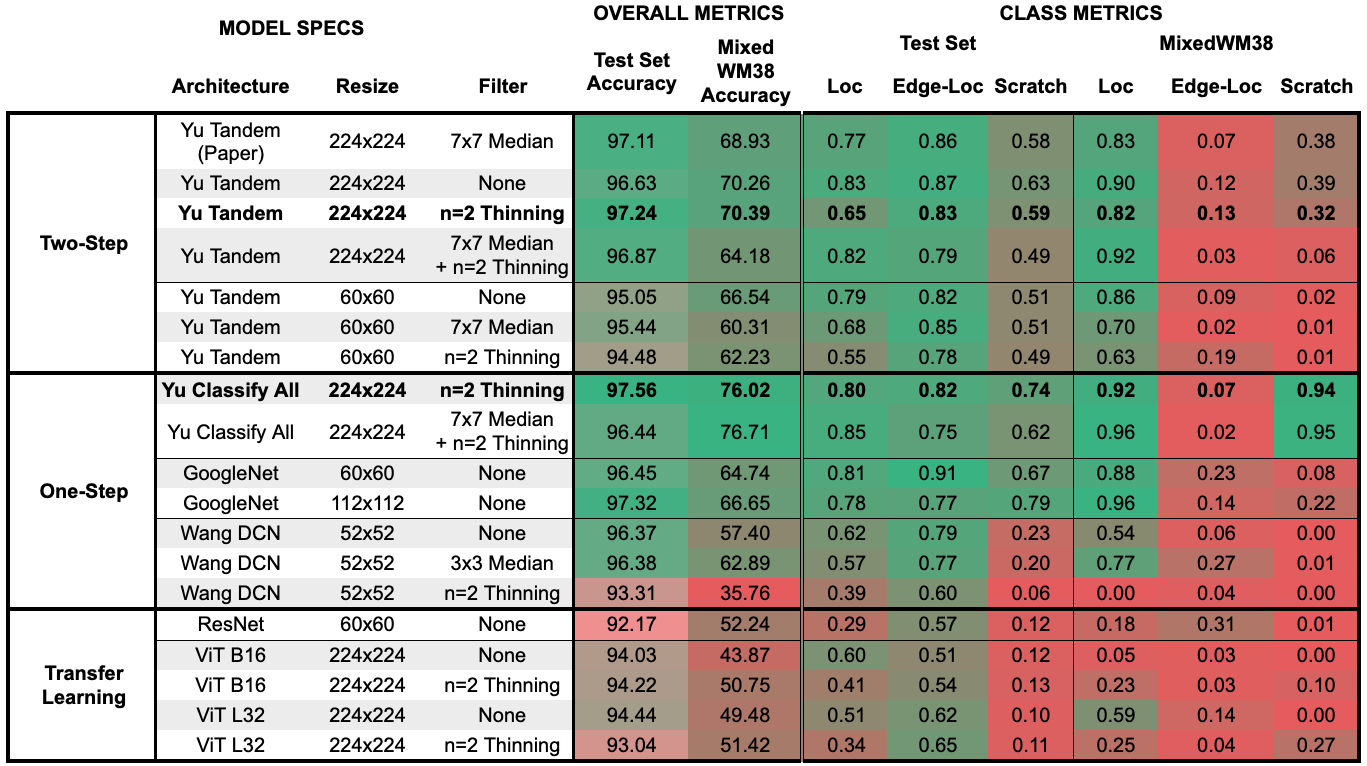 MODEL SPECS OVERALL METRICS CLASS METRICS
Test Set MixedWM38
Architecture Resize Filter Test Set Accuracy Mixed WM38 Accuracy Loc Edge-Loc Scratch Loc Edge-Loc Scratch
Two-Step
Yu Tandem (Paper) 224x224 7x7 Median 97.11 68.93 0.77 0.86 0.58 0.83 0.07 0.38
Yu Tandem 224x224 None 96.63 70.26 0.83 0.87 0.63 0.90 0.12 0.39
Yu Tandem 224x224 n=2 Thinning 97.24 70.39 0.65 0.83 0.59 0.82 0.13 0.32
Yu Tandem 224x224 7x7 Median + n=2 Thinning 96.87 64.18 0.82 0.79 0.49 0.92 0.03 0.06
Yu Tandem 60x60 None 95.05 66.54 0.79 0.82 0.51 0.86 0.09 0.02
Yu Tandem 60x60 7x7 Median 95.44 60.31 0.68 0.85 0.51 0.70 0.02 0.01
Yu Tandem 60x60 n=2 Thinning 94.48 62.23 0.55 0.78 0.49 0.63 0.19 0.01
One-Step
Yu Classify All 224x224 n=2 Thinning 97.56 76.02 0.80 0.82 0.74 0.92 0.07 0.94
Yu Classify All 224x224 7x7 Median + n=2 Thinning 96.44 76.71 0.85 0.75 0.62 0.96 0.02 0.95
GoogleNet 60x60 None 96.45 64.74 0.81 0.91 0.67 0.88 0.23 0.08
GoogleNet 112x112 None 97.32 66.65 0.78 0.77 0.79 0.96 0.14 0.22
Wang DCN 52x52 None 96.37 57.40 0.62 0.79 0.23 0.54 0.06 0.00
Wang DCN 52x52 3x3 Median 96.38 62.89 0.57 0.77 0.20 0.77 0.27 0.01
Wang DCN 52x52 n=2 Thinning 93.31 35.76 0.39 0.60 0.06 0.00 0.04 0.00
Transfer Learning
ResNet 60x60 None 92.17 52.24 0.29 0.57 0.12 0.18 0.31 0.01
ViT B16 224x224 None 94.03 43.87 0.60 0.51 0.12 0.05 0.03 0.00
ViT B16 224x224 n=2 Thinning 94.22 50.75 0.41 0.54 0.13 0.23 0.03 0.10
ViT L32 224x224 None 94.44 49.48 0.51 0.62 0.10 0.59 0.14 0.00
ViT L32 224x224 n=2 Thinning 93.04 51.42 0.34 0.65 0.11 0.25 0.04 0.27